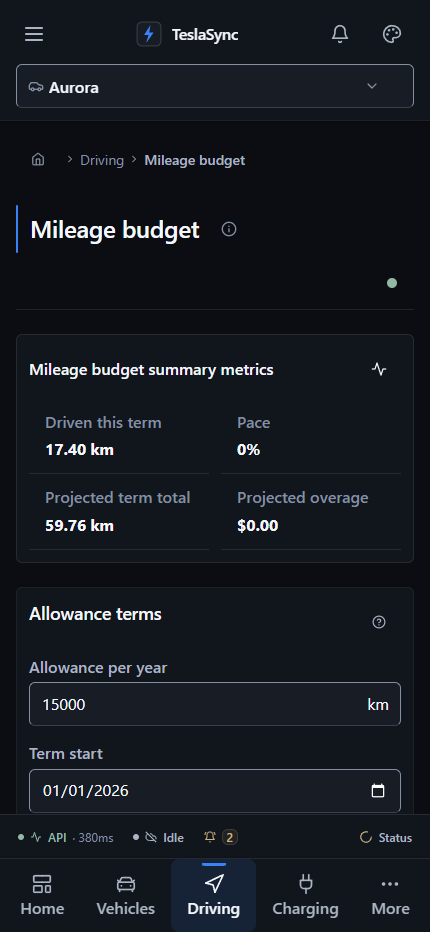 TeslaSync
Aurora
Driving
Mileage budget
Mileage budget
Mileage budget summary metrics
Driven this term
17.40 km
Pace
0%
Projected term total
59.76 km
Projected overage
$0.00
Allowance terms
Allowance per year
15000 km
Term start
01/01/2026
API · 380ms Idle 2 Status
Home Vehicles Driving Charging More